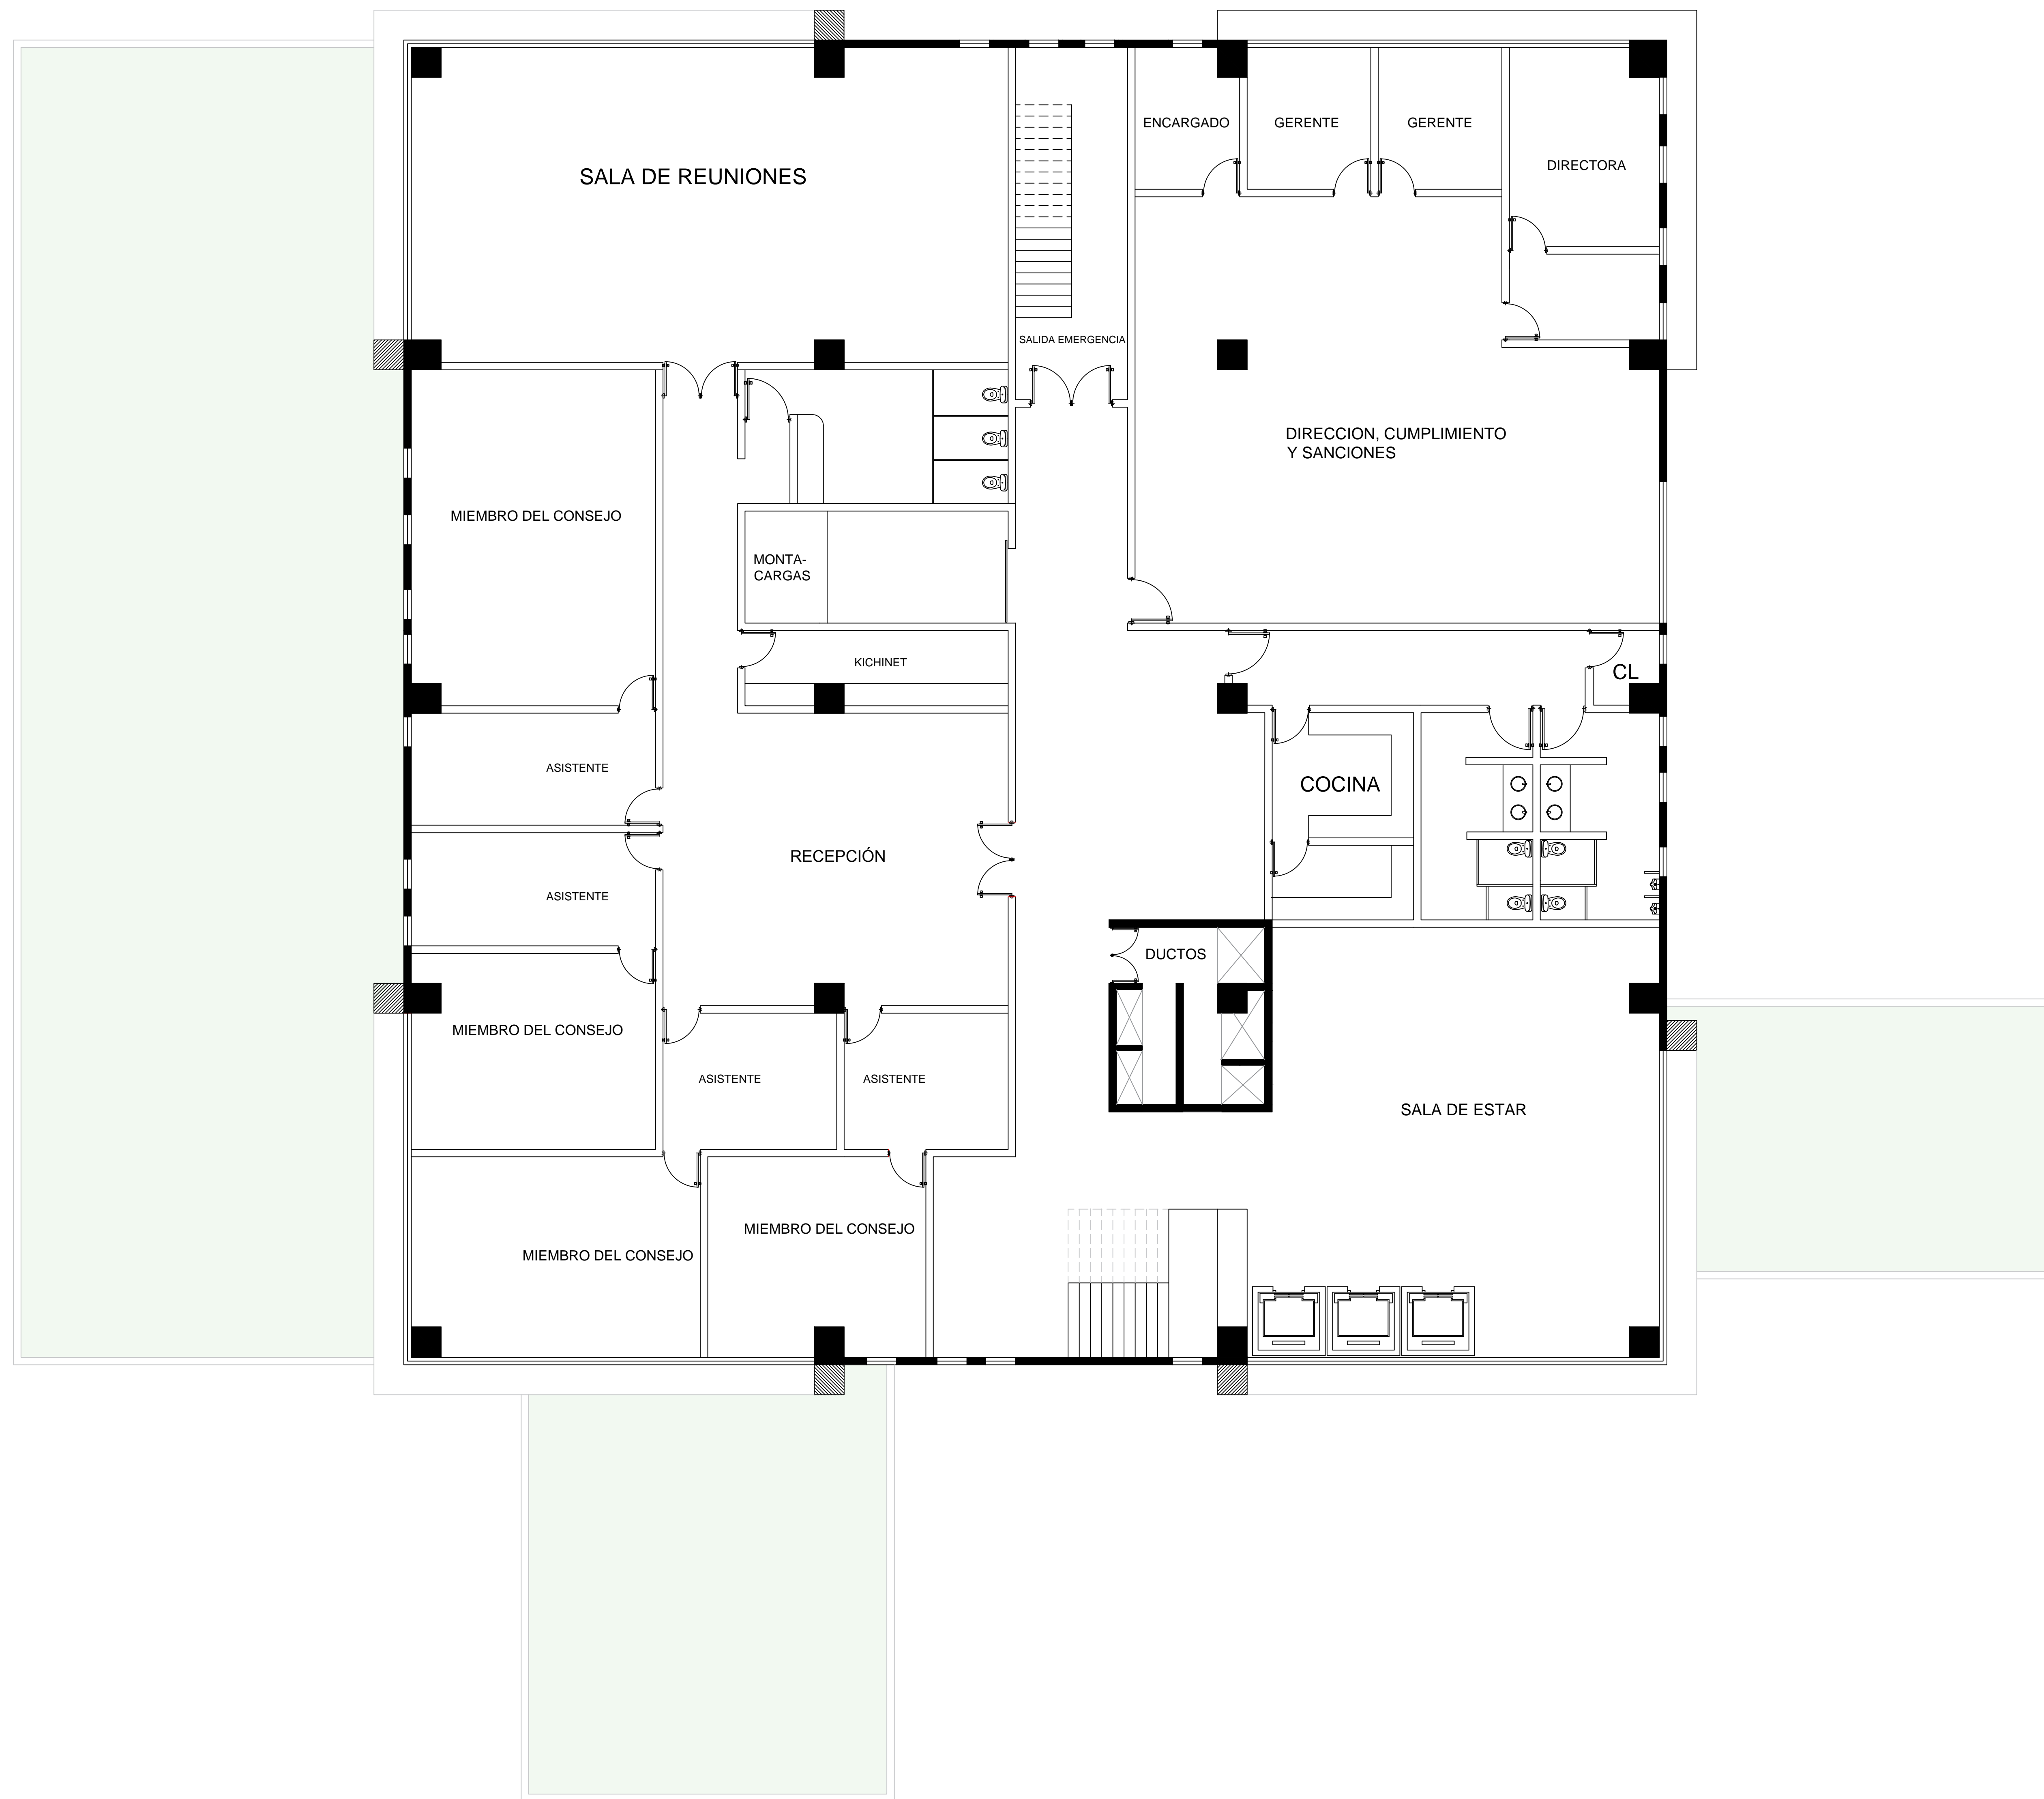 ENCARGADO
GERENTE
GERENTE
DIRECTORA
SALA DE REUNIONES
SALIDA EMERGENCIA
DIRECCION, CUMPLIMIENTO
Y SANCIONES
MIEMBRO DEL CONSEJO
MONTA-
CARGAS
KICHINET
CL
ASISTENTE
COCINA
RECEPCIÓN
ASISTENTE
DUCTOS
MIEMBRO DEL CONSEJO
ASISTENTE
ASISTENTE
SALA DE ESTAR
MIEMBRO DEL CONSEJO
MIEMBRO DEL CONSEJO